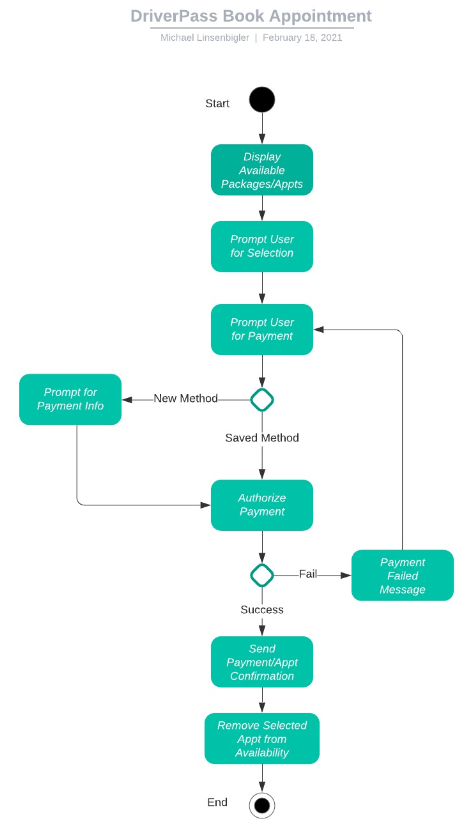 DriverPass Book Appointment
Michael Linsenbigler | February 18, 2021
Start
Display
Available
Packages/Appts
Prompt User
for Selection
Prompt User
for Payment
Prompt for
Payment Info
New Method
Saved Method
Authorize
Payment
Fail
Payment
Failed
Message
Success
Send
Payment/Appt
Confirmation
Remove Selected
Appt from
Availability
End